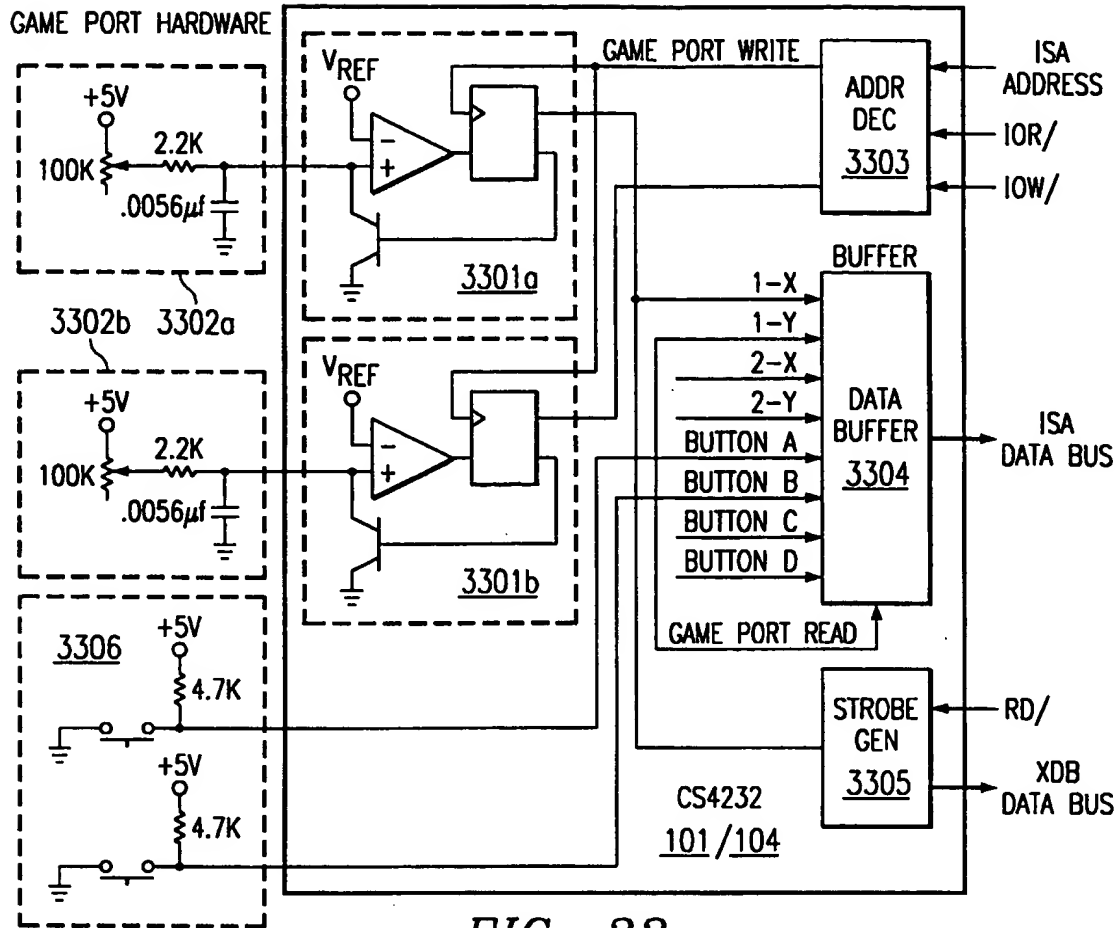 GAME PORT HARDWARE
+5V
100K
2.2K
.0056µf
3302b
3302a
+5V
100K
2.2K
.0056µf
3306
+5V
4.7K
+5V
4.7K
VREF
3301a
VREF
3301b
GAME PORT WRITE
ADDR
DEC
3303
ISA
ADDRESS
IOR/
IOW/
BUFFER
1-X
1-Y
2-X
2-Y
BUTTON A
BUTTON B
BUTTON C
BUTTON D
DATA
BUFFER
3304
ISA
DATA BUS
GAME PORT READ
STROBE
GEN
3305
RD/
XDB
DATA BUS
CS4232
101/104